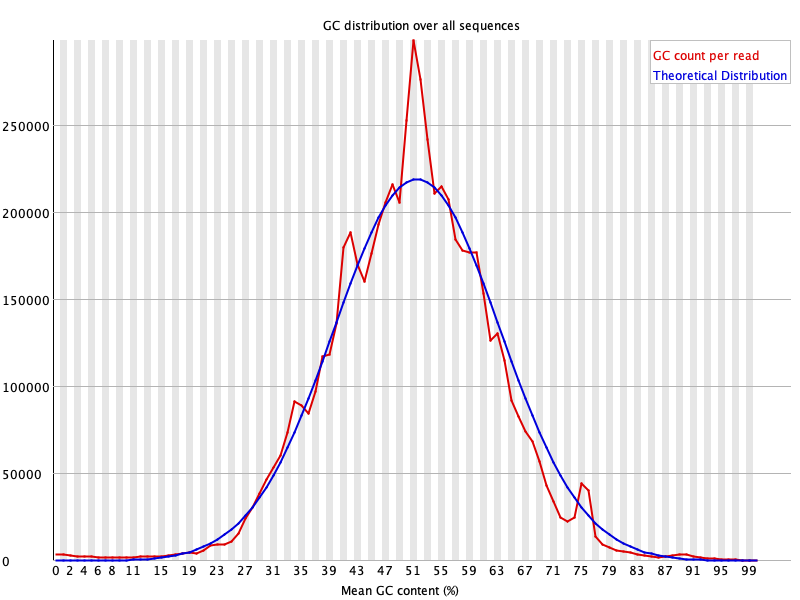 GC distribution over all sequences
GC count per read
Theoretical Distribution
250000
200000
150000
100000
50000
0
0 2 4 6 8 11 15 19 23 27 31 35 39 43 47 51 55 59 63 67 71 75 79 83 87 91 95 99
Mean GC content (%)